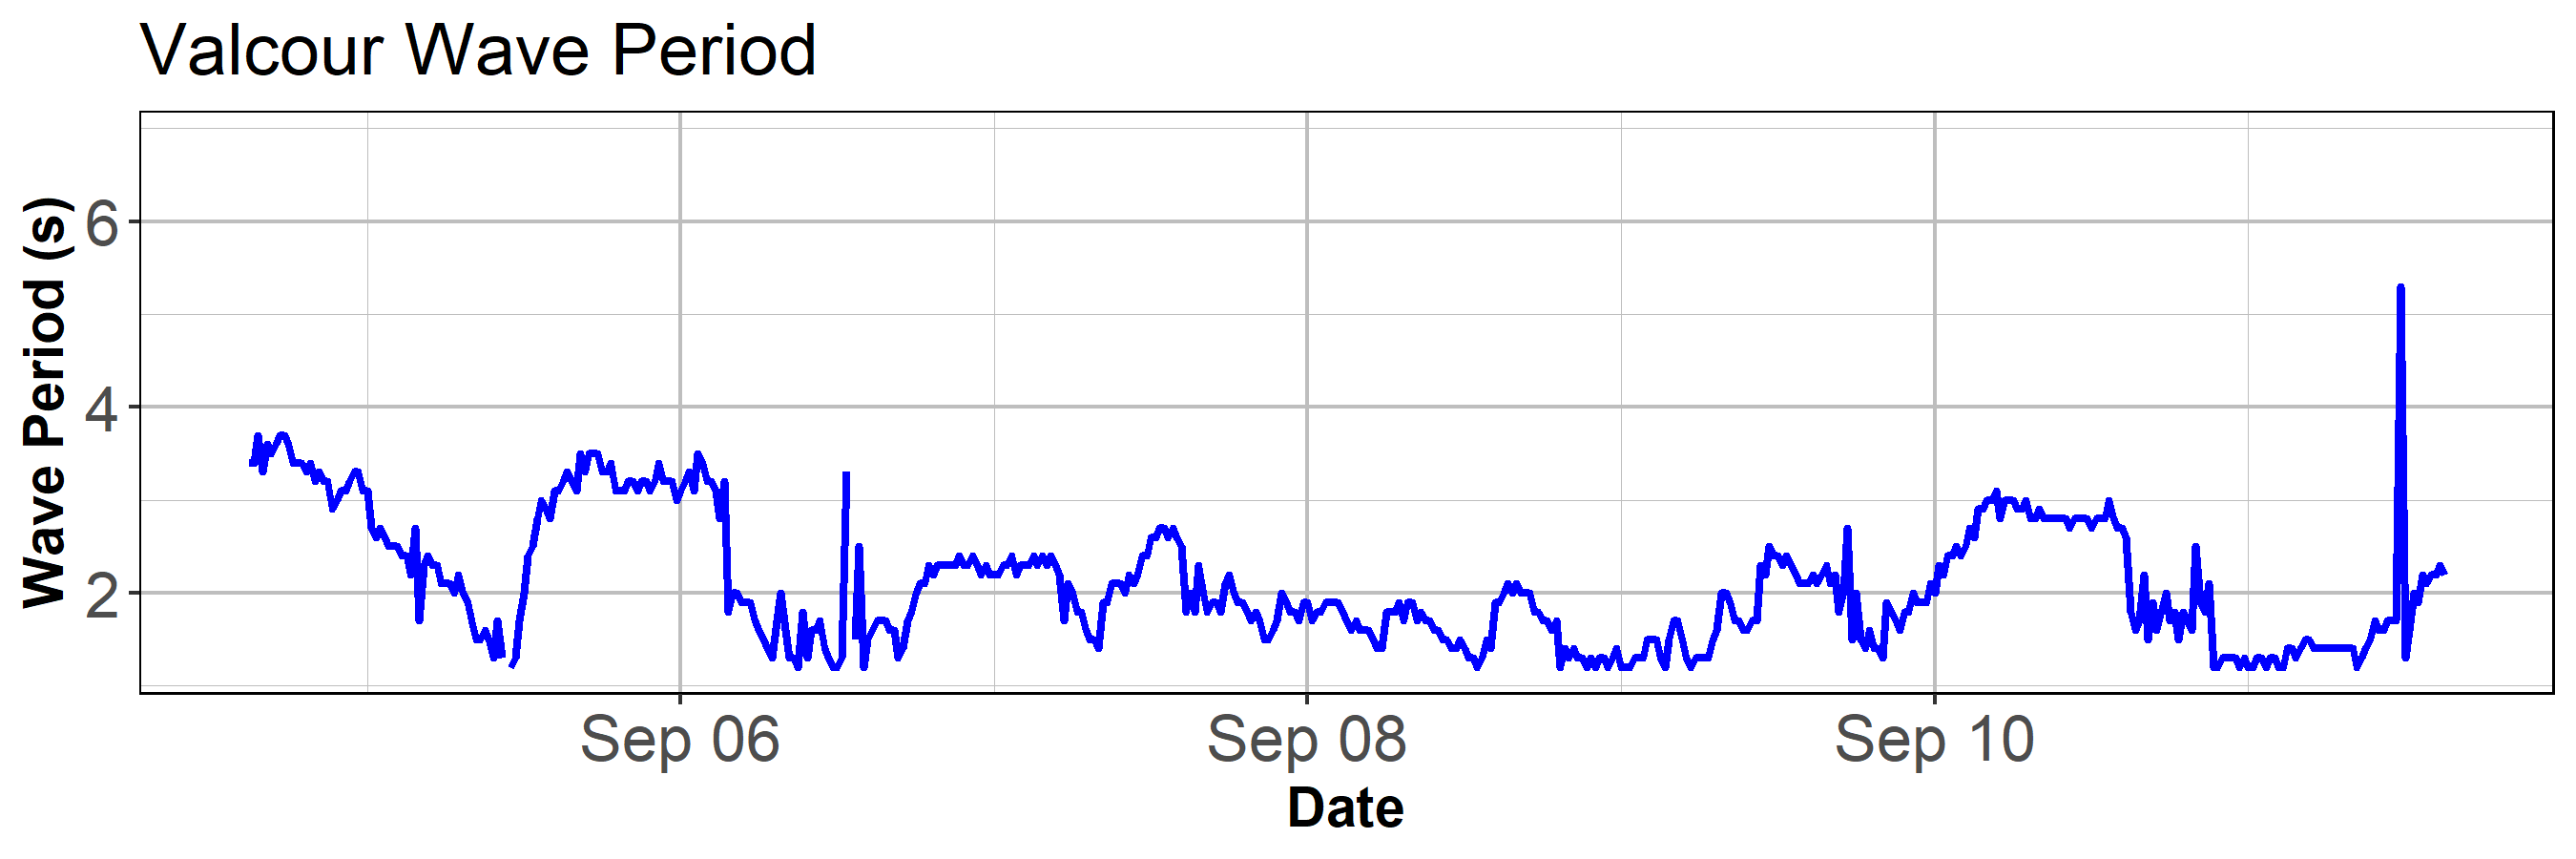 Valcour Wave Period
Wave Period (s)
6
4
2
Sep 06
Sep 08
Sep 10
Date